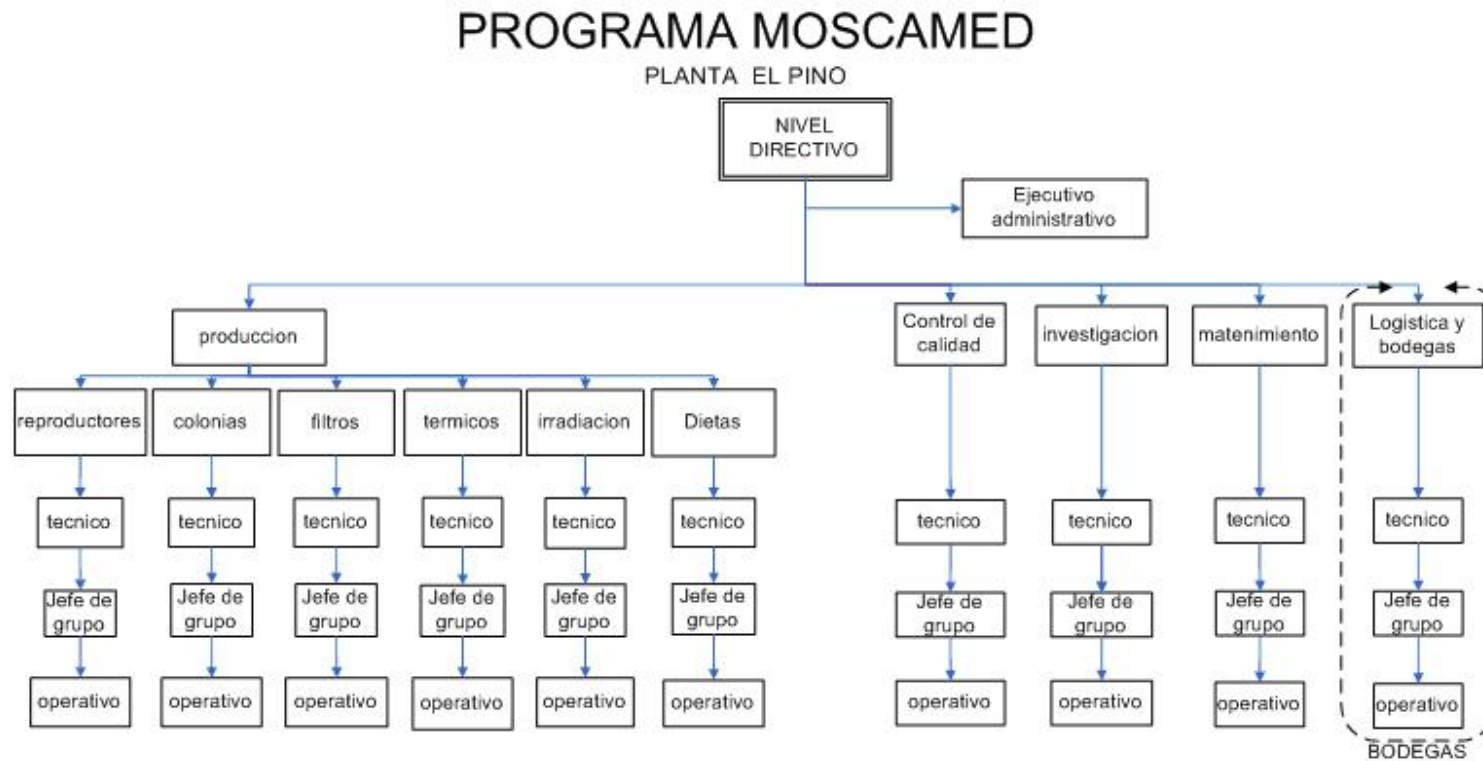 PROGRAMA MOSCAMED
PLANTA EL PINO
NIVEL
DIRECTIVO
Ejecutivo
administrativo
produccion
Control de
calidad
investigacion
matenimiento
Logistica y
bodegas
reproductores
colonias
filtros
termicos
irradiacion
Dietas
tecnico
tecnico
tecnico
tecnico
tecnico
tecnico
tecnico
tecnico
tecnico
tecnico
Jefe de
grupo
Jefe de
grupo
Jefe de
grupo
Jefe de
grupo
Jefe de
grupo
Jefe de
grupo
Jefe de
grupo
Jefe de
grupo
Jefe de
grupo
Jefe de
grupo
operativo
operativo
operativo
operativo
operativo
operativo
operativo
operativo
operativo
operativo
BODEGAS